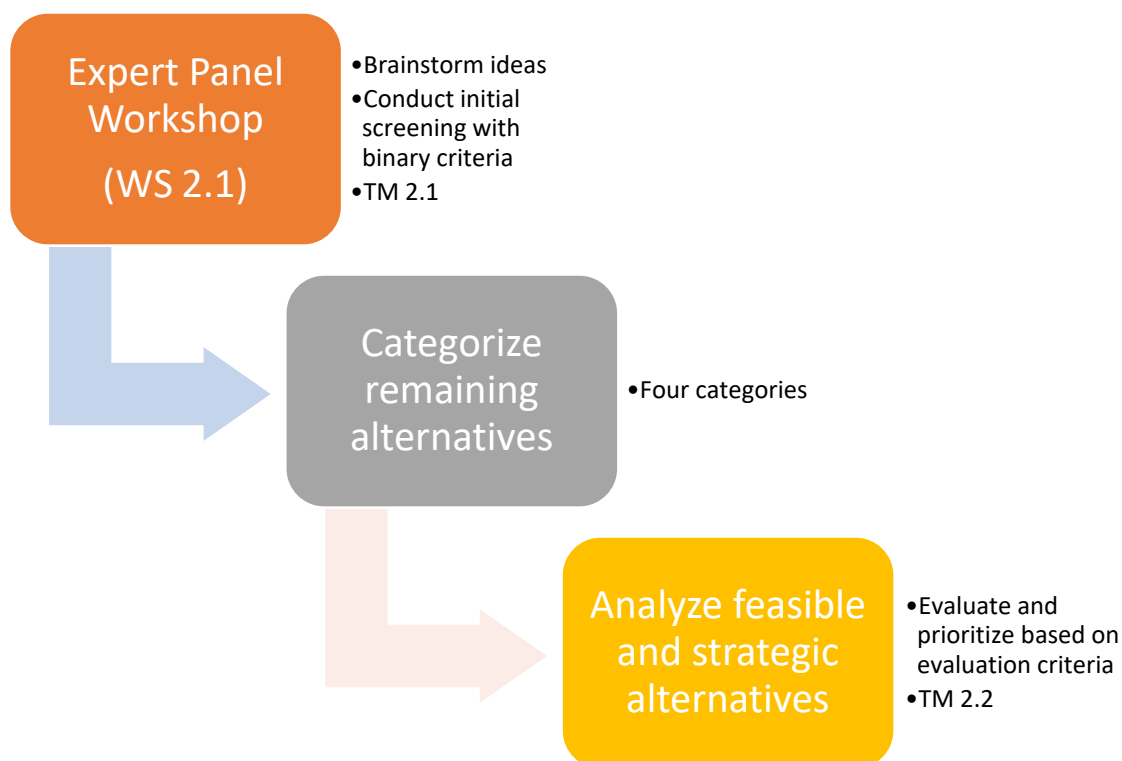 Expert Panel
Workshop
(WS 2.1)
•Brainstorm ideas
•Conduct initial
screening with
binary criteria
•TM 2.1
Categorize
remaining
alternatives
•Four categories
Analyze feasible
and strategic
alternatives
•Evaluate and
prioritize based on
evaluation criteria
•TM 2.2